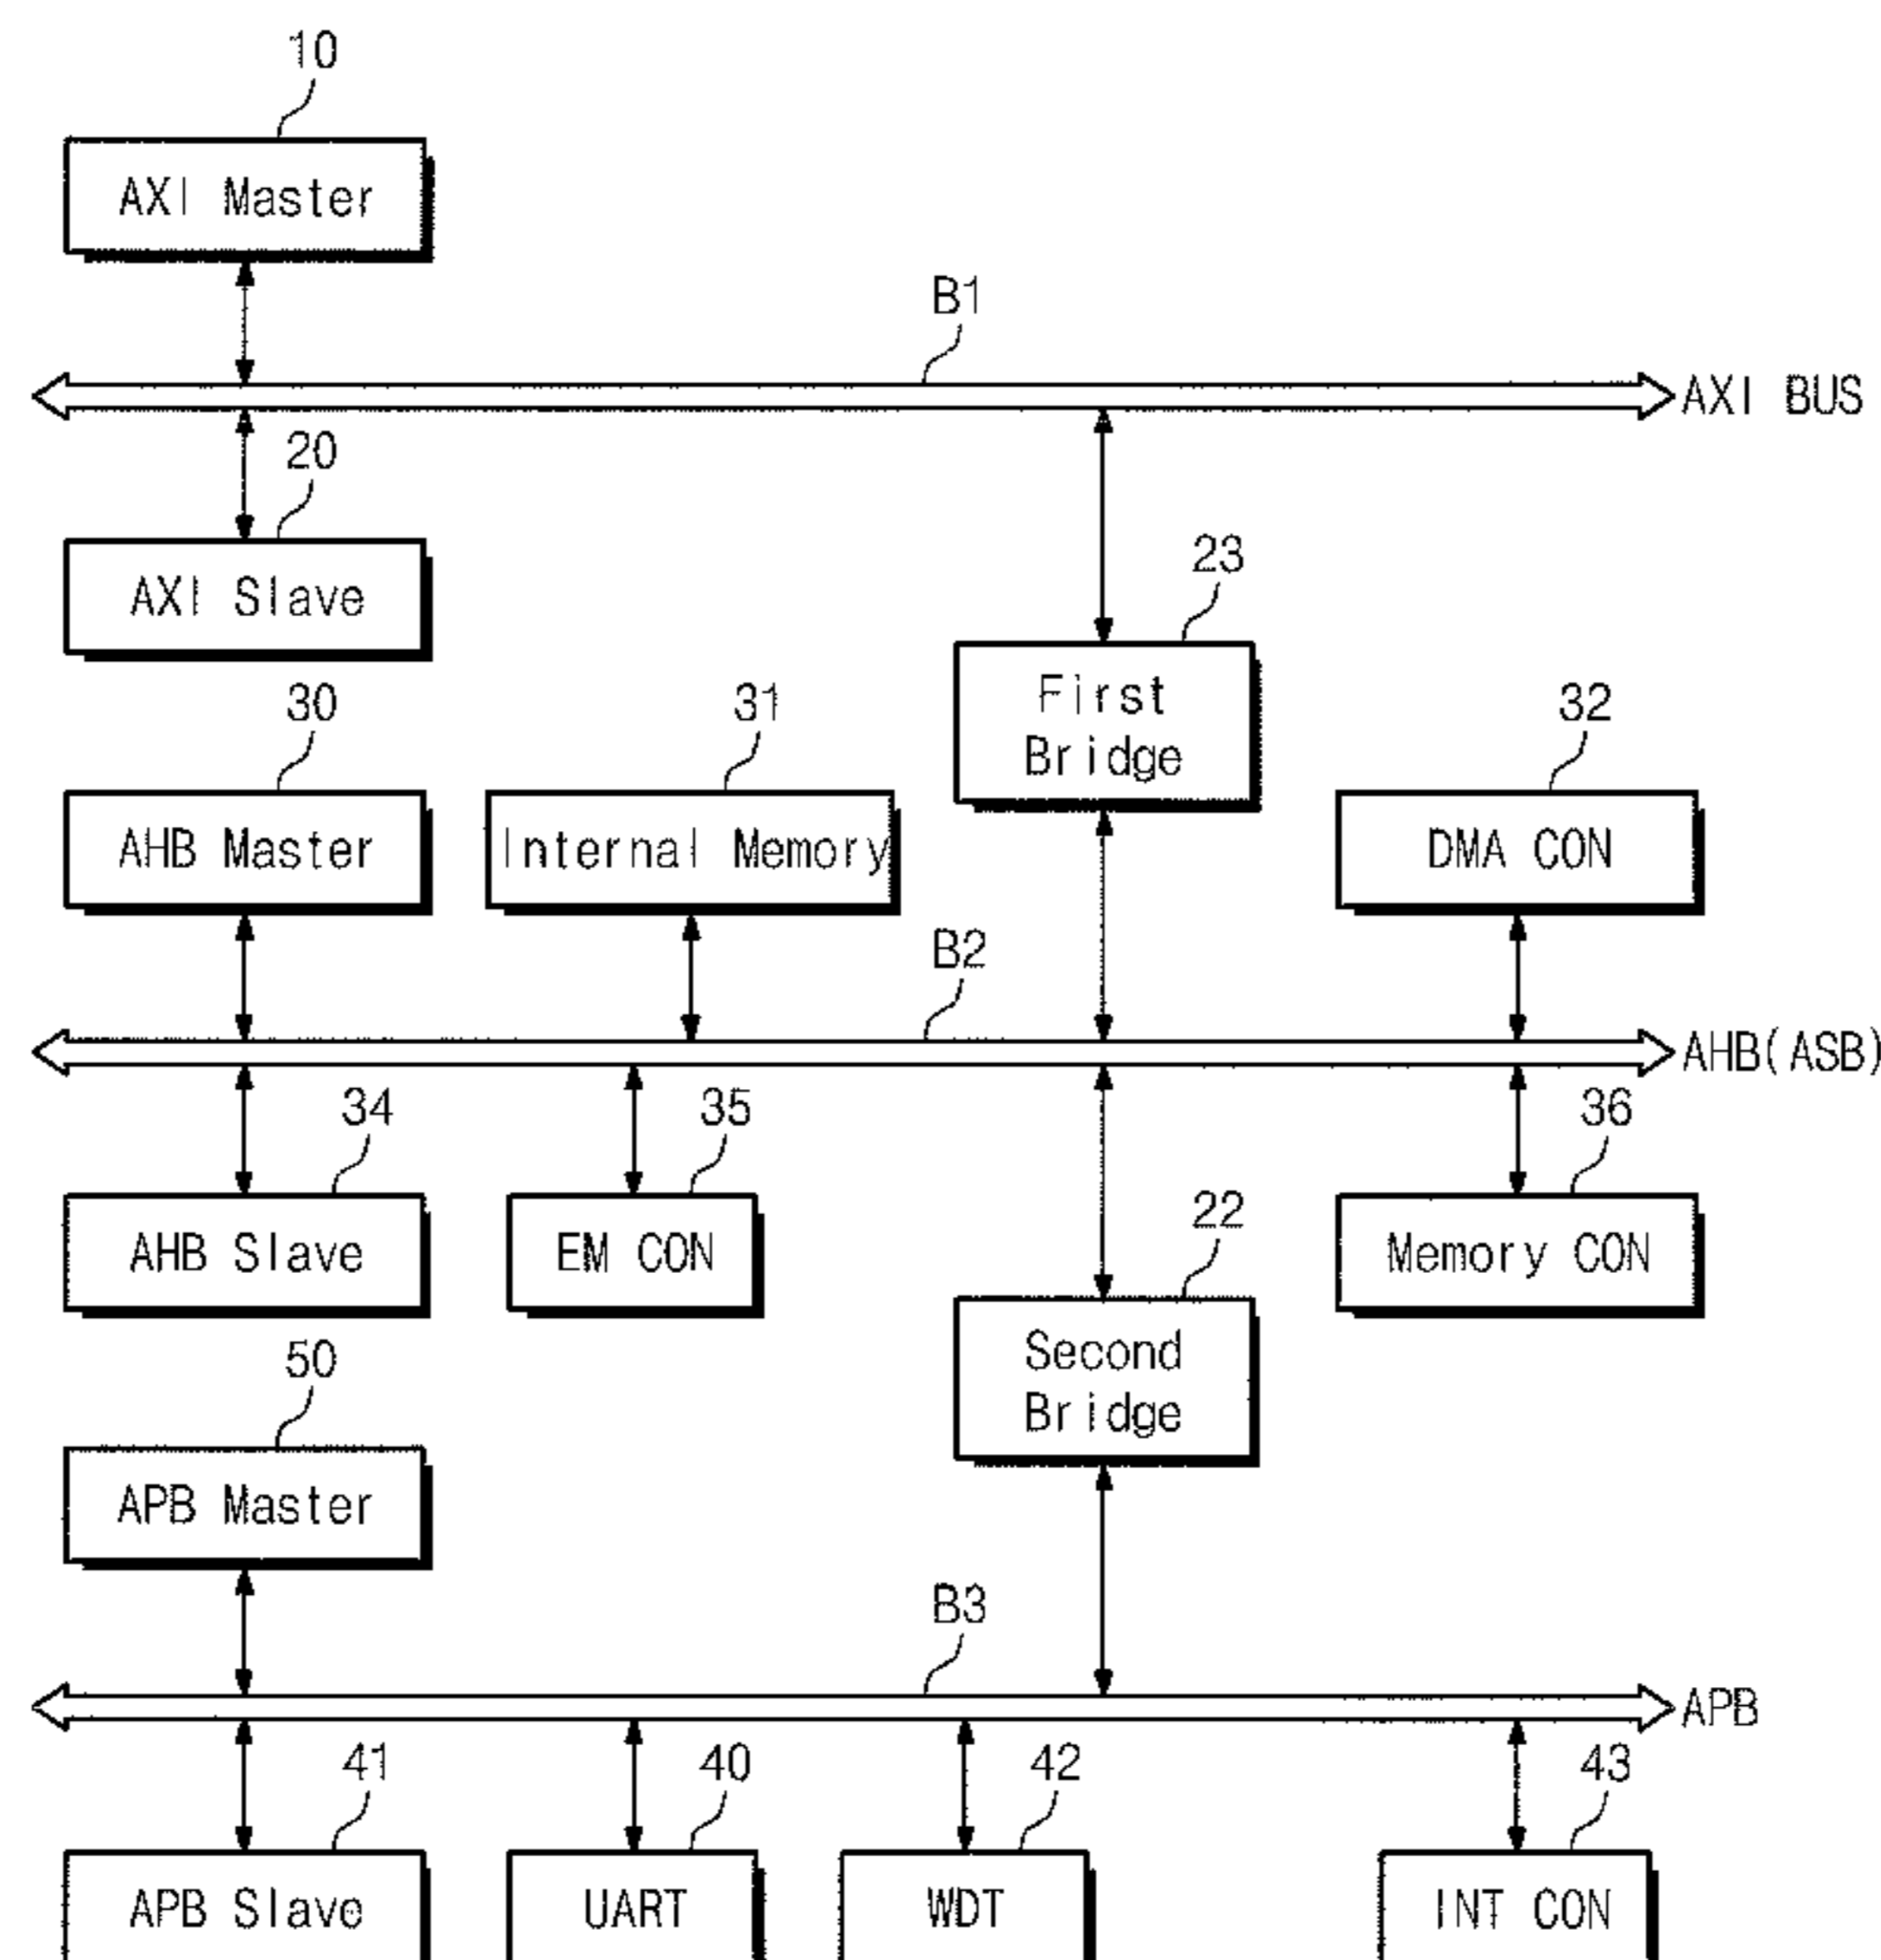 10
AXI Master
B1
AXI BUS
20
AXI Slave
23
First
Bridge
30
31
32
AHB Master
Internal Memory
DMA CON
B2
AHB(ASB)
34
35
36
AHB Slave
EM CON
22
Memory CON
Second
Bridge
50
APB Master
B3
APB
41
40
42
43
APB Slave
UART
WDT
INT CON